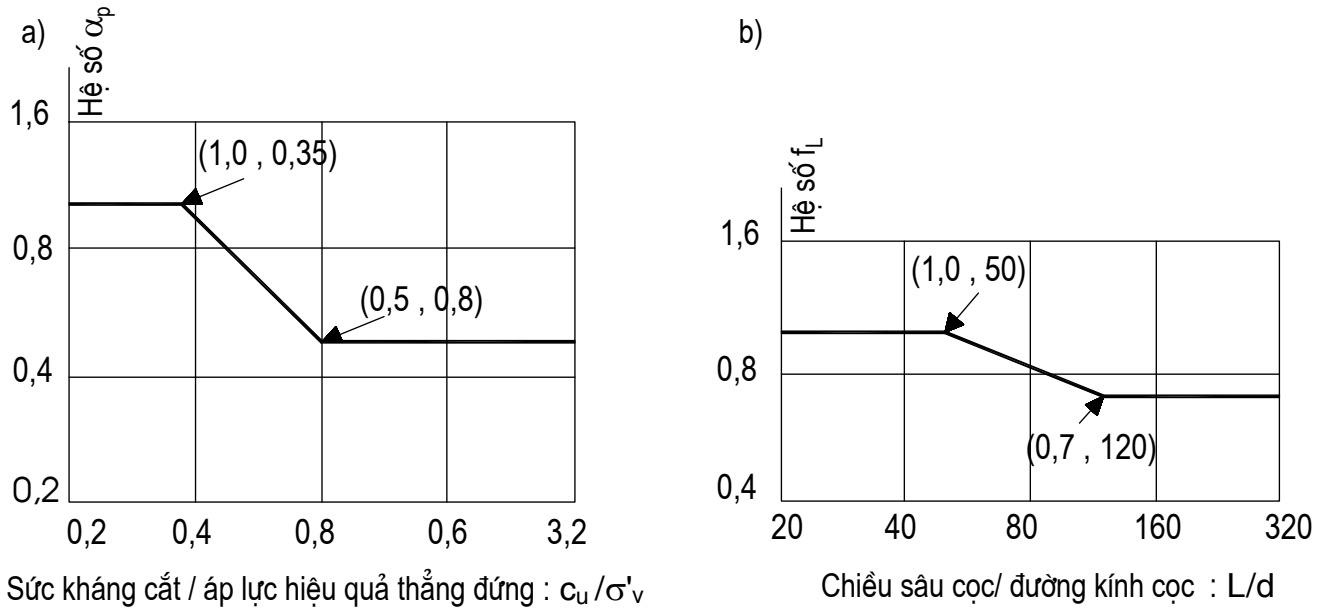 a)
Hệ số αp
1,6
0,8
0,4
0,2
(1,0 , 0,35)
(0,5 , 0,8)
0,2 0,4 0,8 0,6 3,2
Sức kháng cắt / áp lực hiệu quả thẳng đứng : cu /σ'v
b)
Hệ số fL
1,6
0,8
0,4
(1,0 , 50)
(0,7 , 120)
20 40 80 160 320
Chiều sâu cọc/ đường kính cọc : L/d